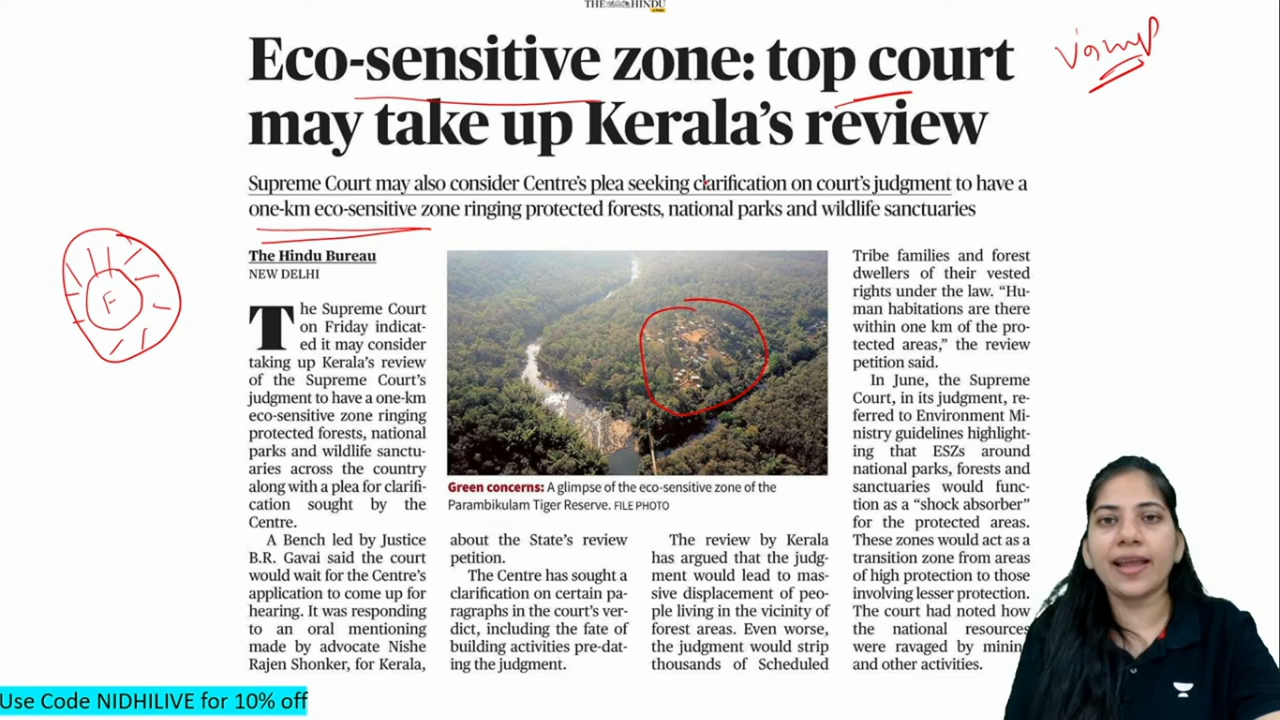 THE HINDU
Eco-sensitive zone: top court
may take up Kerala's review
Supreme Court may also consider Centre's plea seeking clarification on court's judgment to have a
one-km eco-sensitive zone ringing protected forests, national parks and wildlife sanctuaries
The Hindu Bureau
NEW DELHI
The Supreme Court
on Friday indicat-
ed it may consider
taking up Kerala's review
of the Supreme Court's
judgment to have a one-km
eco-sensitive zone ringing
protected forests, national
parks and wildlife sanctu-
aries across the country
along with a plea for clarifi-
cation sought by the
Centre.
A Bench led by Justice
B.R. Gavai said the court
would wait for the Centre's
application to come up for
hearing. It was responding
to an oral mentioning
made by advocate Nishe
Rajen Shonker, for Kerala,
Green concerns: A glimpse of the eco-sensitive zone of the
Parambikulam Tiger Reserve. FILE PHOTO
about the State's review
petition.
The Centre has sought a
clarification on certain pa-
ragraphs in the court's ver-
dict, including the fate of
building activities pre-dat-
ing the judgment.
The review by Kerala
has argued that the judg-
ment would lead to mas-
sive displacement of peo-
ple living in the vicinity of
forest areas. Even worse,
the judgment would strip
thousands of Scheduled
Tribe families and forest
dwellers of their vested
rights under the law. “Hu-
man habitations are there
within one km of the pro-
tected areas,” the review
petition said.
In June, the Supreme
Court, in its judgment, re-
ferred to Environment Mi-
nistry guidelines highlight-
ing that ESZs around
national parks, forests and
sanctuaries would func-
tion as a “shock absorber”
for the protected areas.
These zones would act as a
transition zone from areas
of high protection to those
involving lesser protection.
The court had noted how
the national resources
were ravaged by mining
and other activities.
F
Use Code NIDHILIVE for 10% off